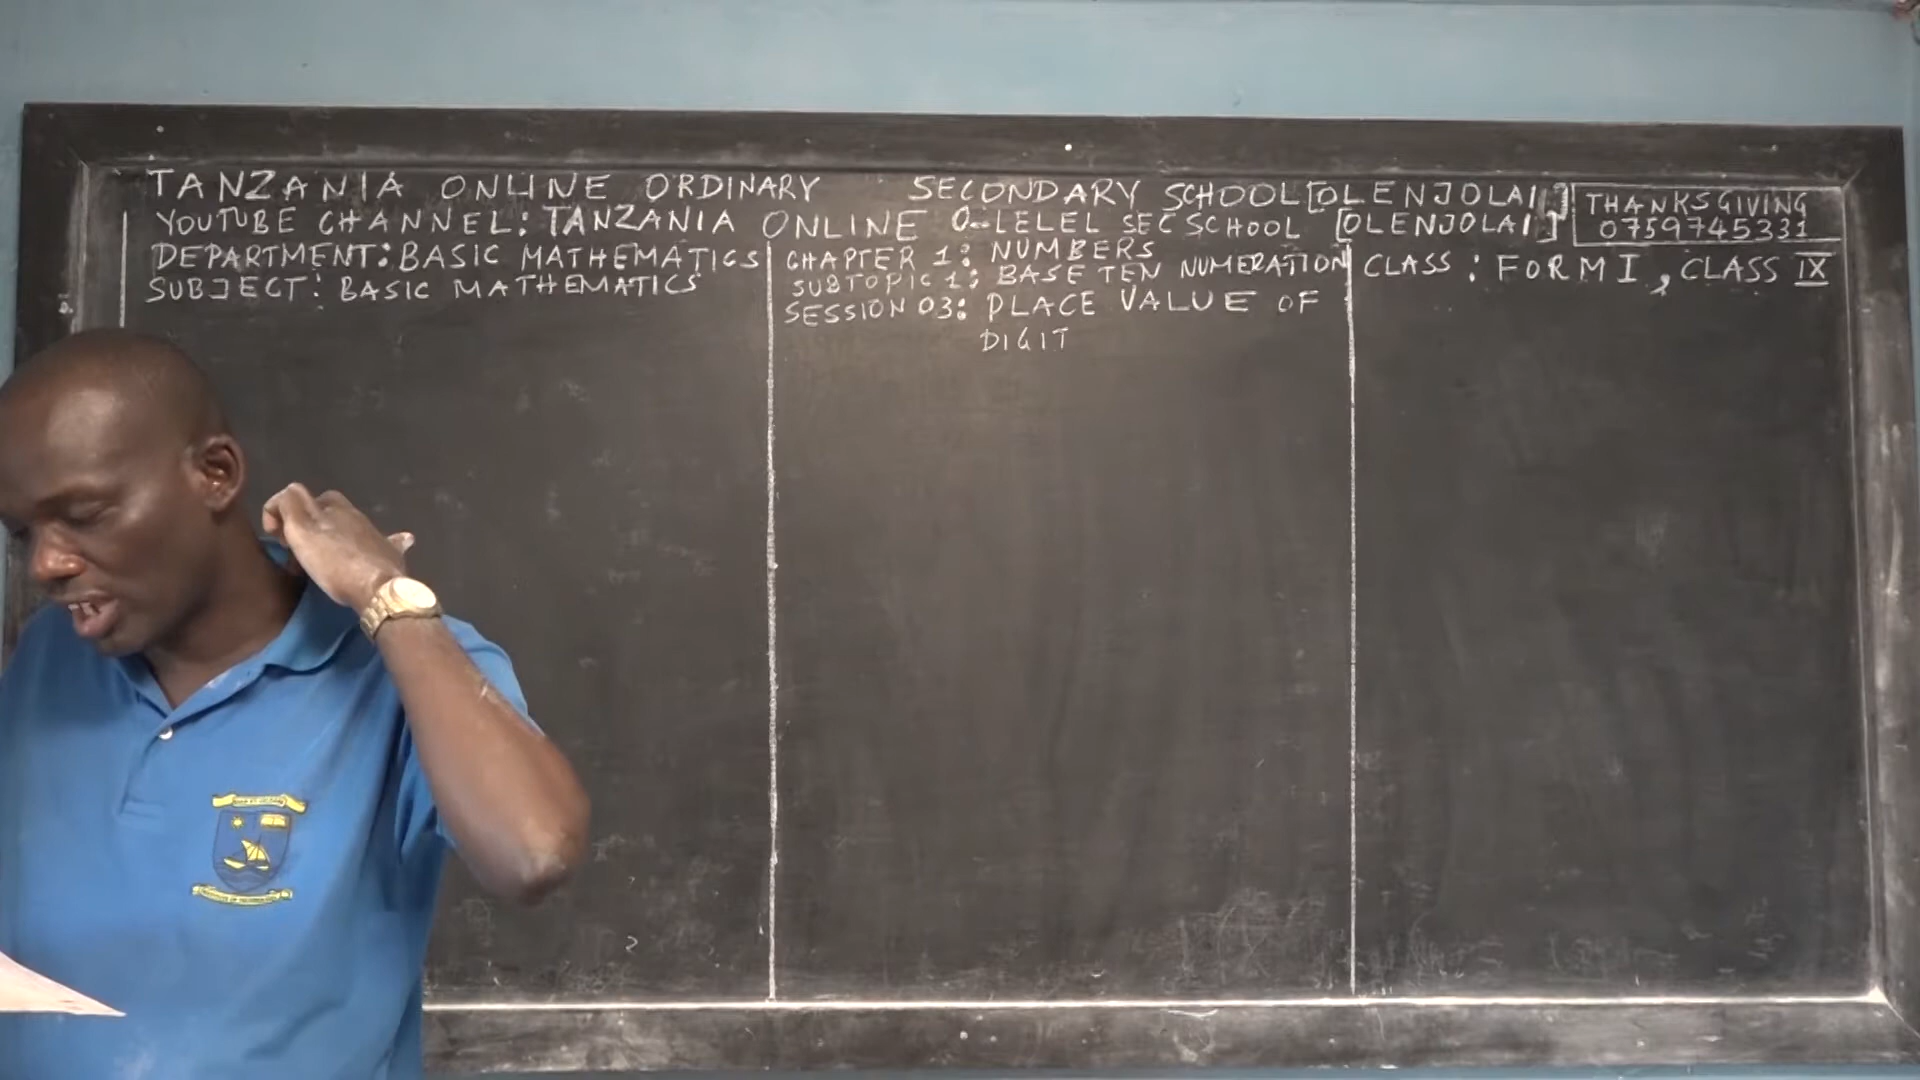 TANZANIA ONLINE ORDINARY SECONDARY SCHOOL [OLENJOLAI]
THANKS GIVING
0759745331
YOUTUBE CHANNEL: TANZANIA ONLINE O-LELEL SEC SCHOOL [OLENJOLAI]
DEPARTMENT: BASIC MATHEMATICS
SUBJECT: BASIC MATHEMATICS
CHAPTER 1: NUMBERS
SUBTOPIC 1: BASE TEN NUMERATION
SESSION 03: PLACE VALUE OF
DIGIT
CLASS: FORM I, CLASS IX